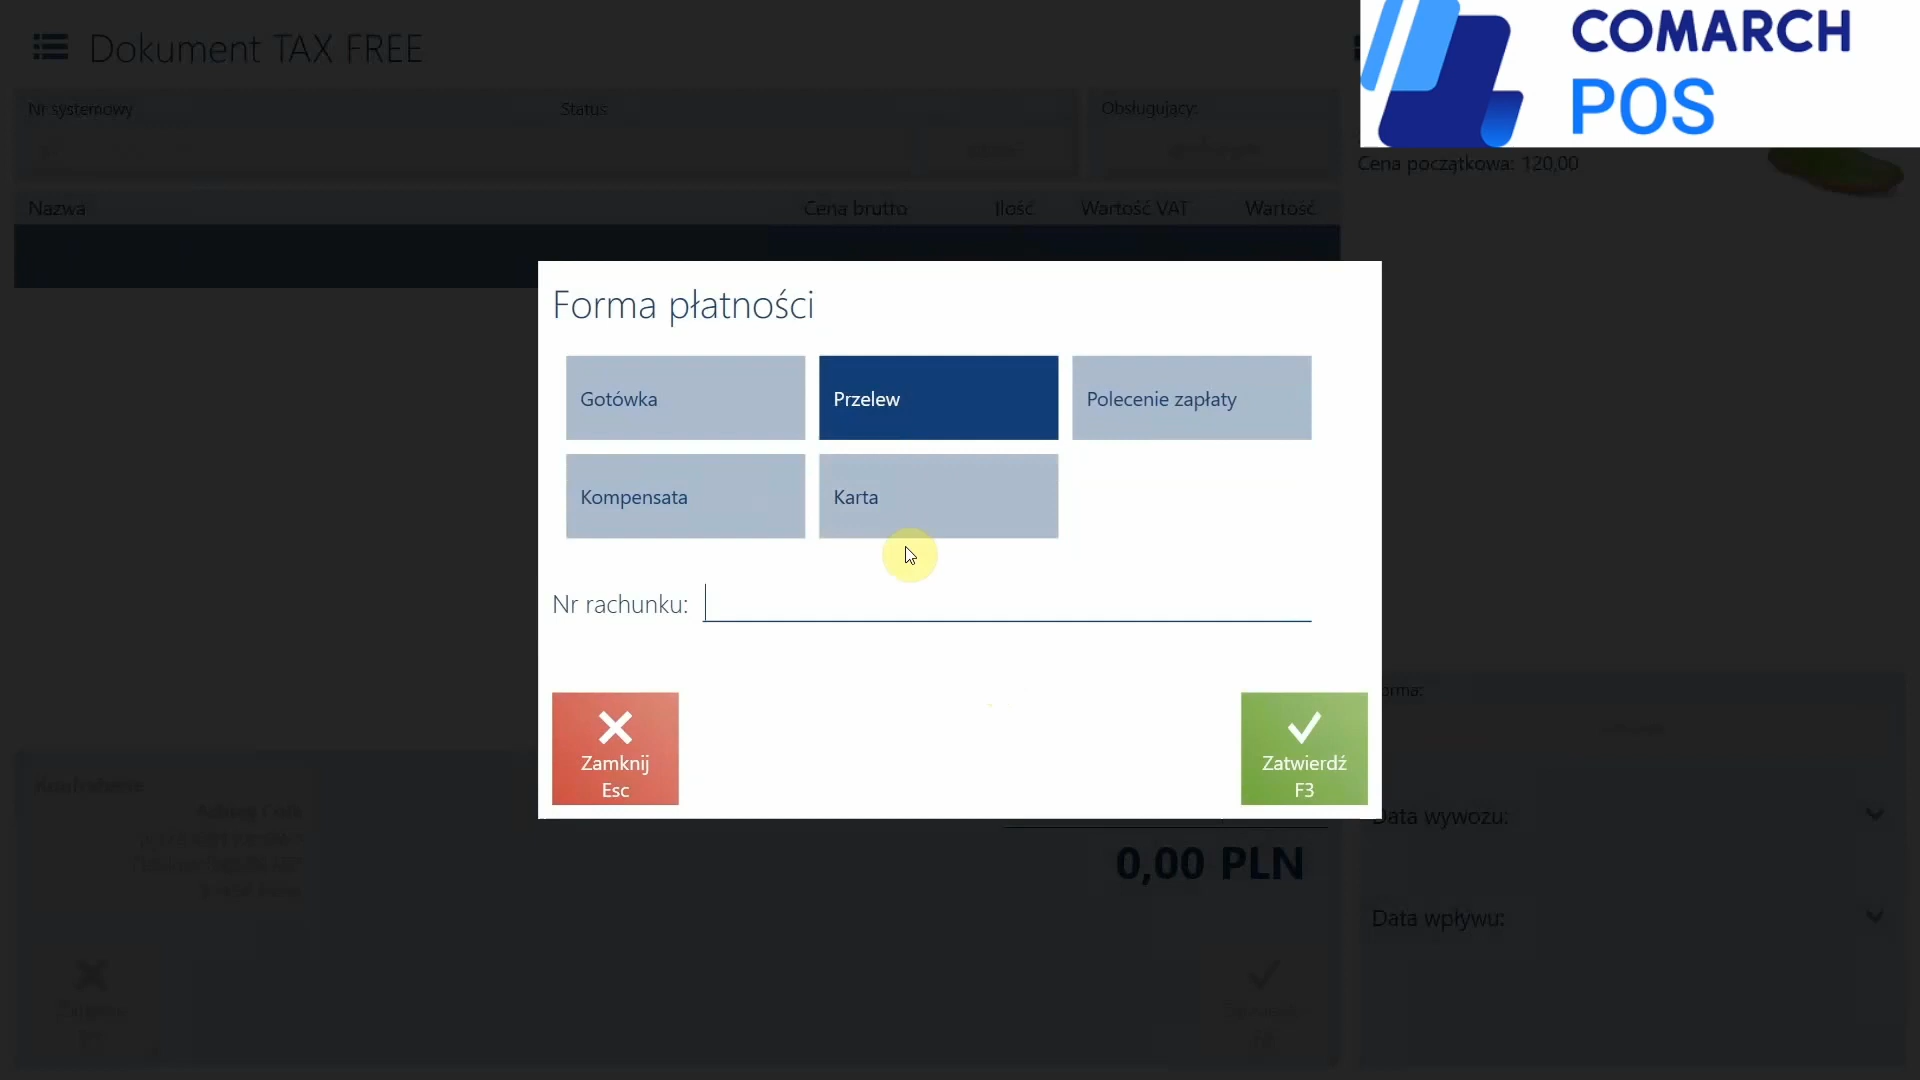 Dokument TAX FREE
COMARCH
POS
Nr systemowy
Status
Obsługujący:
Cena początkowa: 120,00
Nazwa
Cena brutto
Ilość
Wartość VAT
Wartość
Forma płatności
Gotówka
Przelew
Polecenie zapłaty
Kompensata
Karta
Nr rachunku:
Zamknij
Esc
Zatwierdź
F3
Data wywozu:
0,00 PLN
Data wpływu: